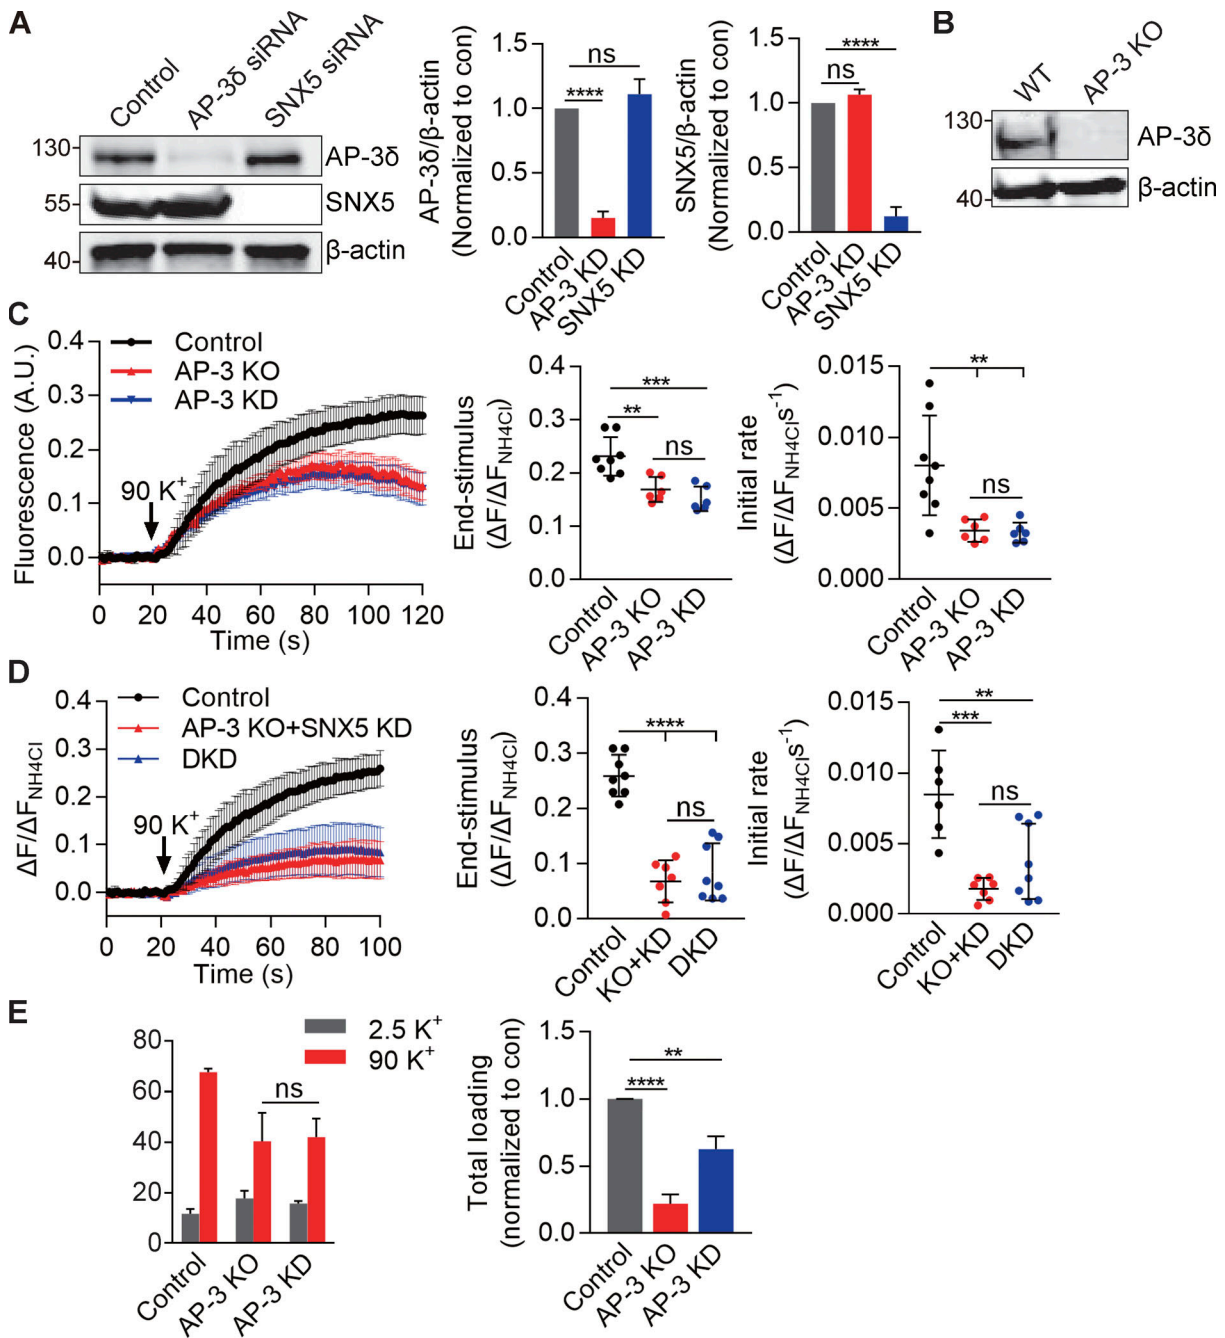 A
Control
AP-3δ siRNA
SNX5 siRNA
130
AP-3δ
55
SNX5
40
β-actin
AP-3δ/β-actin
(Normalized to con)
1.5
1.0
0.5
0.0
ns
****
Control
AP-3 KD
SNX5 KD
SNX5/β-actin
(Normalized to con)
1.5
1.0
0.5
0.0
****
ns
Control
AP-3 KD
SNX5 KD
B
WT
AP-3 KO
130
AP-3δ
40
β-actin
C
Fluorescence (A.U.)
0.4
0.3
0.2
0.1
0.0
Control
AP-3 KO
AP-3 KD
90 K+
0 20 40 60 80 100 120
Time (s)
End-stimulus
(ΔF/ΔFNH4Cl)
0.4
0.3
0.2
0.1
0.0
***
**
ns
Control
AP-3 KO
AP-3 KD
Initial rate
(ΔF/ΔFNH4Cls-1)
0.015
0.010
0.005
0.000
**
ns
Control
AP-3 KO
AP-3 KD
D
ΔF/ΔFNH4Cl
0.4
0.3
0.2
0.1
0.0
Control
AP-3 KO+SNX5 KD
DKD
90 K+
0 20 40 60 80 100
Time (s)
End-stimulus
(ΔF/ΔFNH4Cl)
0.4
0.3
0.2
0.1
0.0
****
ns
Control
KO+KD
DKD
Initial rate
(ΔF/ΔFNH4Cls-1)
0.015
0.010
0.005
0.000
**
***
ns
Control
KO+KD
DKD
E
80
60
40
20
0
2.5 K+
90 K+
ns
Control
AP-3 KO
AP-3 KD
Total loading
(normalized to con)
1.5
1.0
0.5
0.0
**
****
Control
AP-3 KO
AP-3 KD